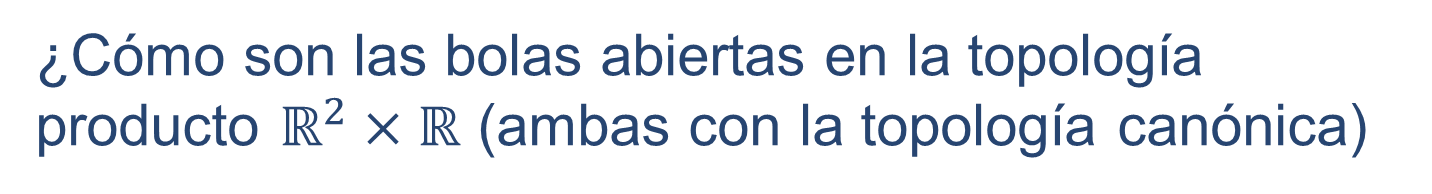 ¿Cómo son las bolas abiertas en la topología
producto ℝ² × ℝ (ambas con la topología canónica)